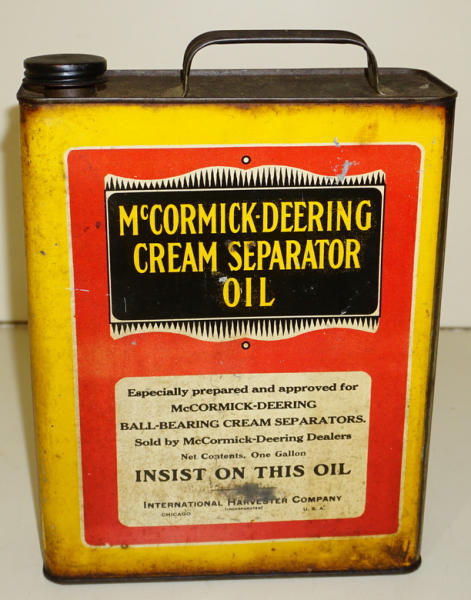 McCORMICK-DEERING
CREAM SEPARATOR
OIL
Especially prepared and approved for
McCORMICK-DEERING
BALL-BEARING CREAM SEPARATORS.
Sold by McCormick-Deering Dealers
Net Contents, One Gallon
INSIST ON THIS OIL
INTERNATIONAL HARVESTER COMPANY
CHICAGO (INCORPORATED) U. S. A.